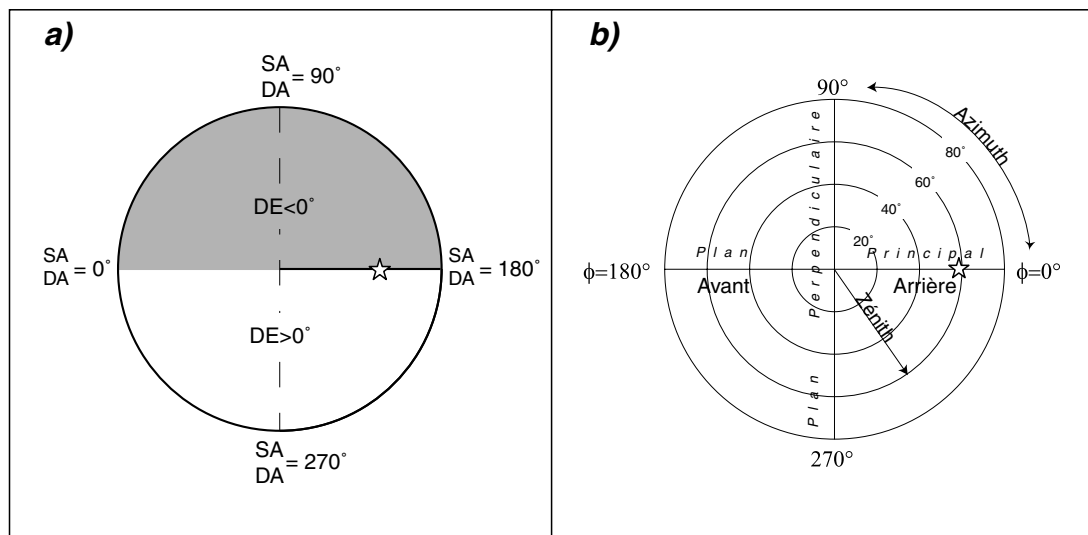 a)
SA
DA = 90°
DE<0°
SA
DA = 0°
SA
DA = 180°
DE>0°
SA
DA = 270°
b)
90°
Azimuth
80°
60°
40°
20°
Perpendiculaire
Plan
Principal
ϕ=180°
Avant
Arrière
ϕ=0°
Zénith
Plan
270°